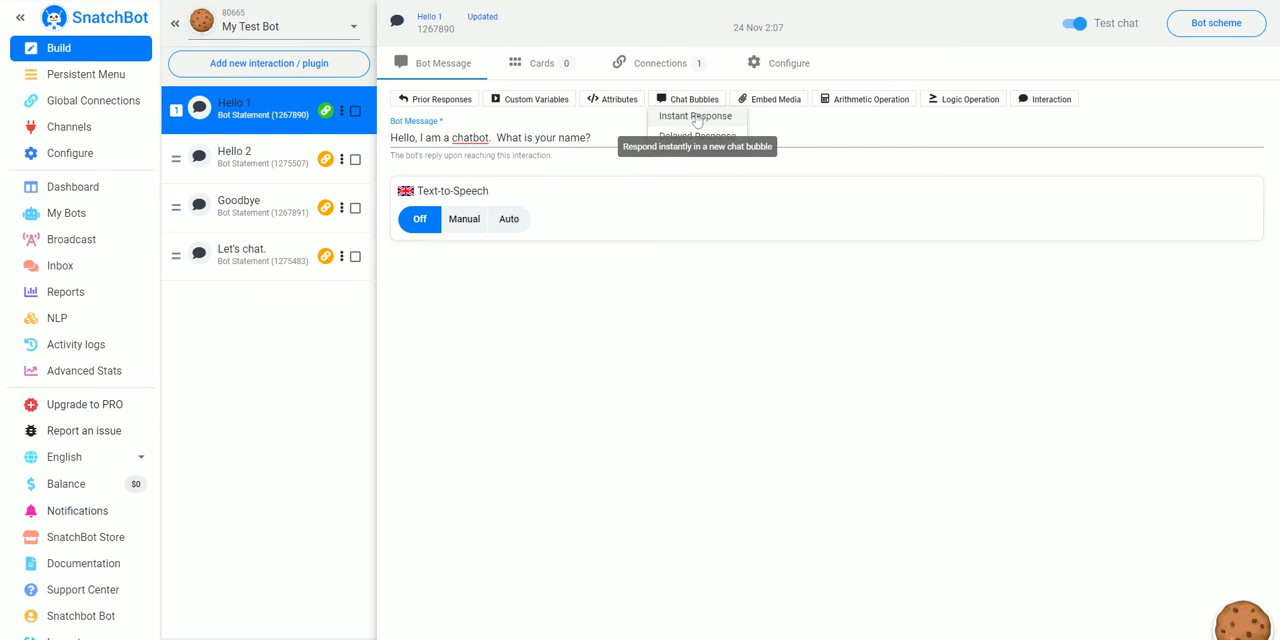 SnatchBot
Build
Persistent Menu
Global Connections
Channels
Configure
Dashboard
My Bots
Broadcast
Inbox
Reports
NLP
Activity logs
Advanced Stats
Upgrade to PRO
Report an issue
English
Balance $0
Notifications
SnatchBot Store
Documentation
Support Center
Snatchbot Bot
80665
My Test Bot
Add new interaction / plugin
1
Hello 1
Bot Statement (1267890)
Hello 2
Bot Statement (1275507)
Goodbye
Bot Statement (1267891)
Let's chat.
Bot Statement (1275483)
Hello 1 Updated
1267890
24 Nov 2:07
Test chat
Bot scheme
Bot Message
Cards 0
Connections 1
Configure
Prior Responses
Custom Variables
Attributes
Chat Bubbles
Embed Media
Arithmetic Operation
Logic Operation
Interaction
Instant Response
Delayed Response
Respond instantly in a new chat bubble
Bot Message *
Hello, I am a chatbot. What is your name?
The bot's reply upon reaching this interaction.
Text-to-Speech
Off Manual Auto